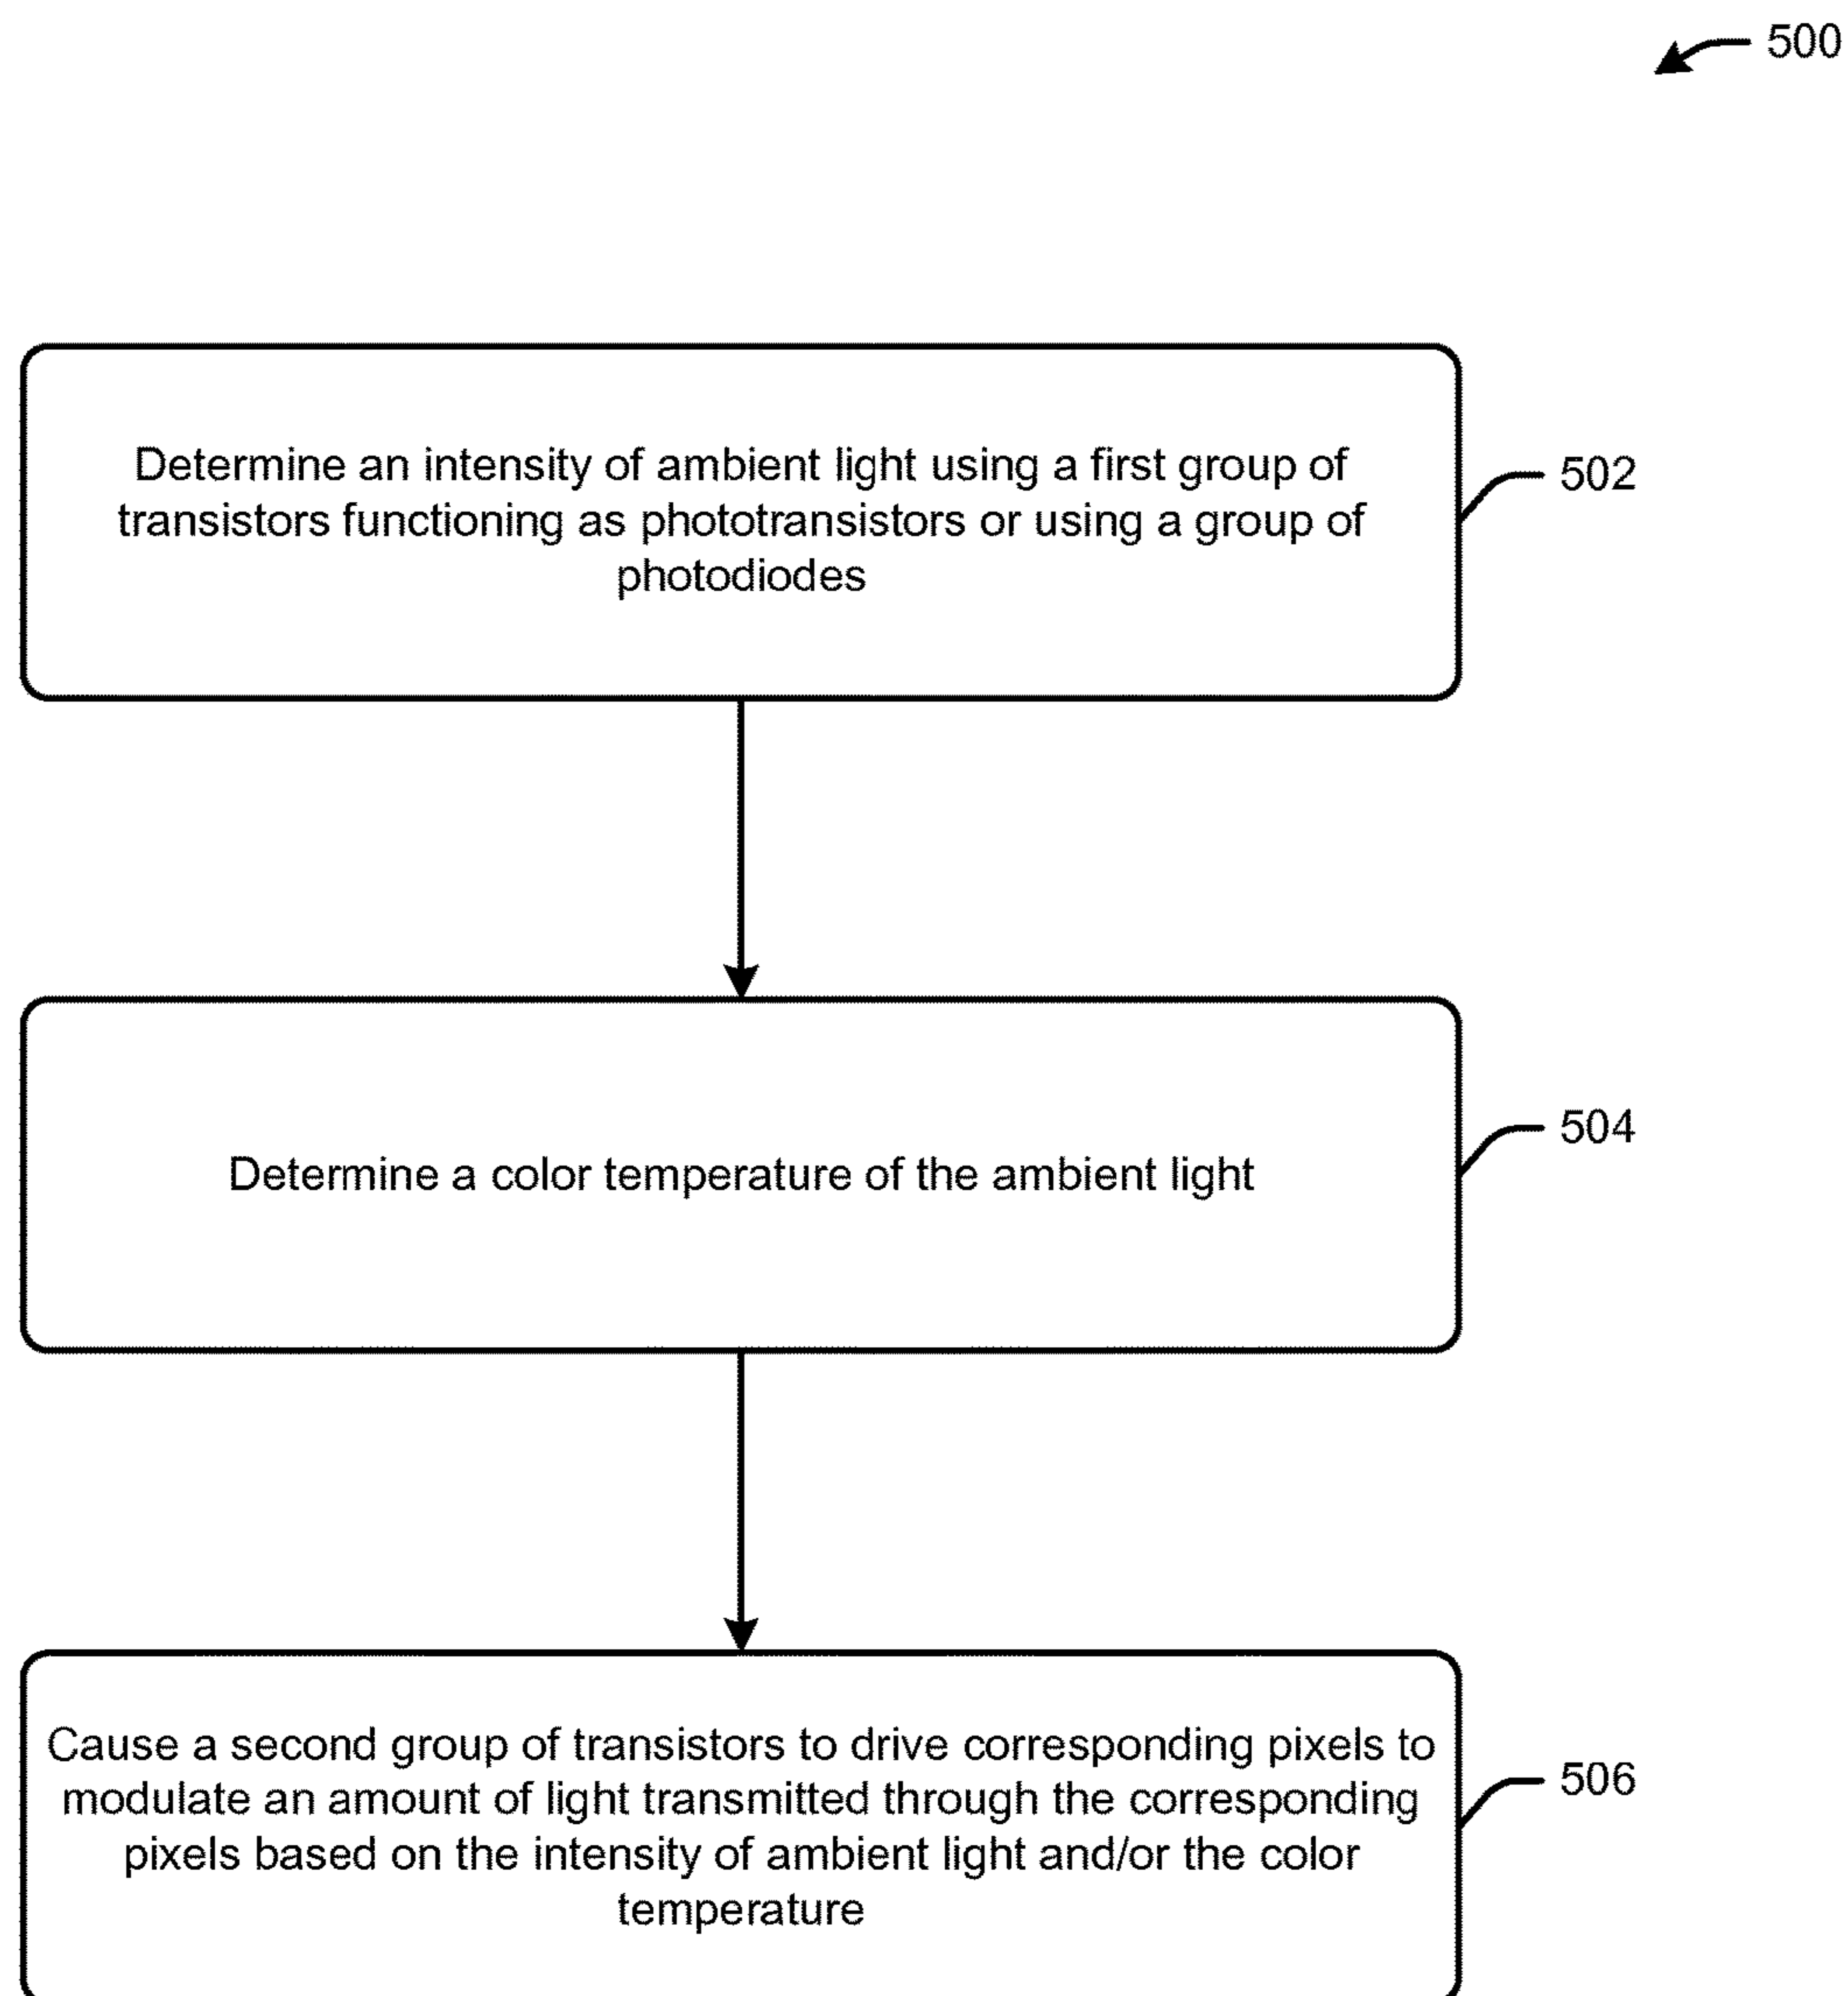 500
Determine an intensity of ambient light using a first group of
transistors functioning as phototransistors or using a group of
photodiodes
502
Determine a color temperature of the ambient light
504
Cause a second group of transistors to drive corresponding pixels to
modulate an amount of light transmitted through the corresponding
pixels based on the intensity of ambient light and/or the color
temperature
506